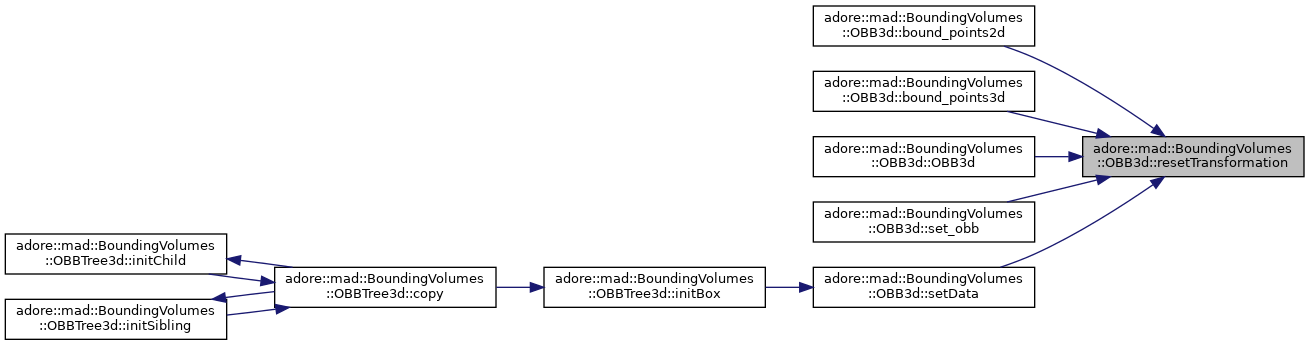 adore::mad::BoundingVolumes
::OBB3d::bound_points2d
adore::mad::BoundingVolumes
::OBB3d::bound_points3d
adore::mad::BoundingVolumes
::OBB3d::OBB3d
adore::mad::BoundingVolumes
::OBB3d::resetTransformation
adore::mad::BoundingVolumes
::OBB3d::set_obb
adore::mad::BoundingVolumes
::OBBTree3d::initChild
adore::mad::BoundingVolumes
::OBBTree3d::copy
adore::mad::BoundingVolumes
::OBBTree3d::initBox
adore::mad::BoundingVolumes
::OBB3d::setData
adore::mad::BoundingVolumes
::OBBTree3d::initSibling